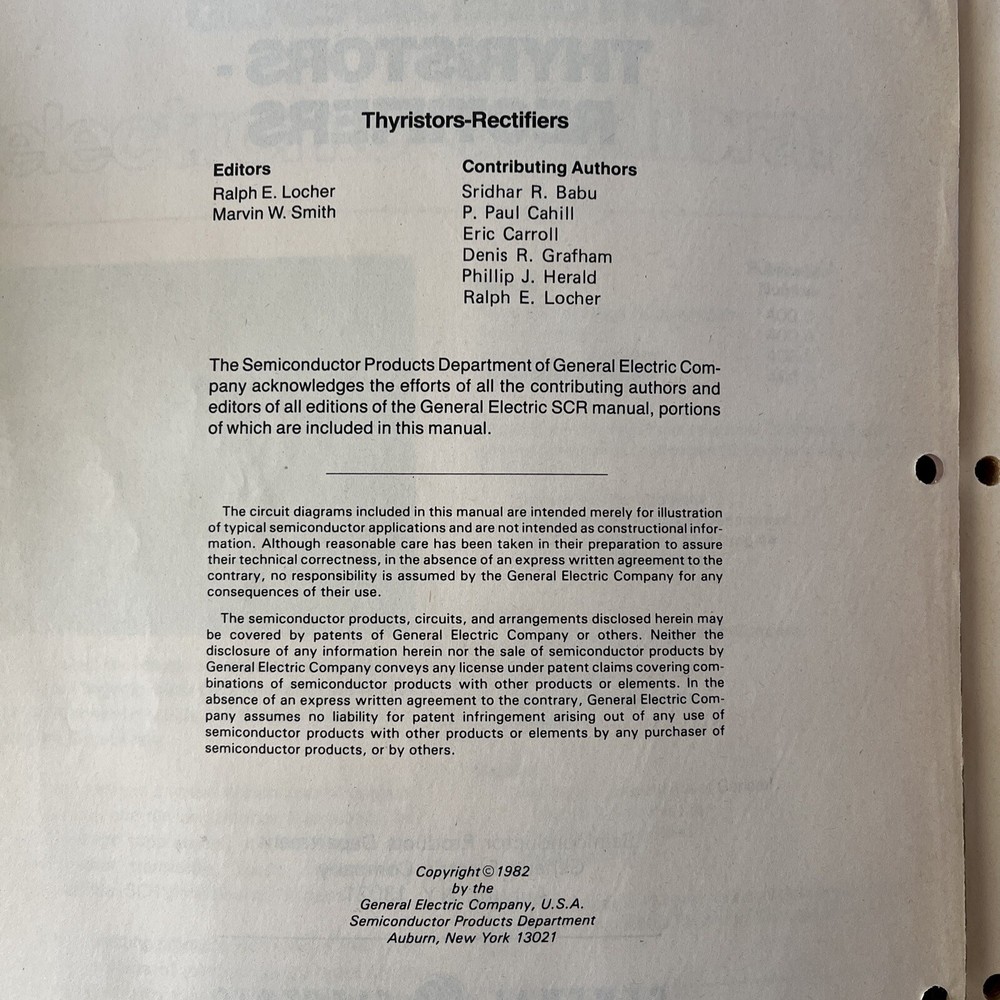 Thyristors-Rectifiers
Editors
Ralph E. Locher
Marvin W. Smith
Contributing Authors
Sridhar R. Babu
P. Paul Cahill
Eric Carroll
Denis R. Grafham
Phillip J. Herald
Ralph E. Locher
The Semiconductor Products Department of General Electric Com-
pany acknowledges the efforts of all the contributing authors and
editors of all editions of the General Electric SCR manual, portions
of which are included in this manual.
The circuit diagrams included in this manual are intended merely for illustration
of typical semiconductor applications and are not intended as constructional infor-
mation. Although reasonable care has been taken in their preparation to assure
their technical correctness, in the absence of an express written agreement to the
contrary, no responsibility is assumed by the General Electric Company for any
consequences of their use.
The semiconductor products, circuits, and arrangements disclosed herein may
be covered by patents of General Electric Company or others. Neither the
disclosure of any information herein nor the sale of semiconductor products by
General Electric Company conveys any license under patent claims covering com-
binations of semiconductor products with other products or elements. In the
absence of an express written agreement to the contrary, General Electric Com-
pany assumes no liability for patent infringement arising out of any use of
semiconductor products with other products or elements by any purchaser of
semiconductor products, or by others.
Copyright © 1982
by the
General Electric Company, U.S.A.
Semiconductor Products Department
Auburn, New York 13021